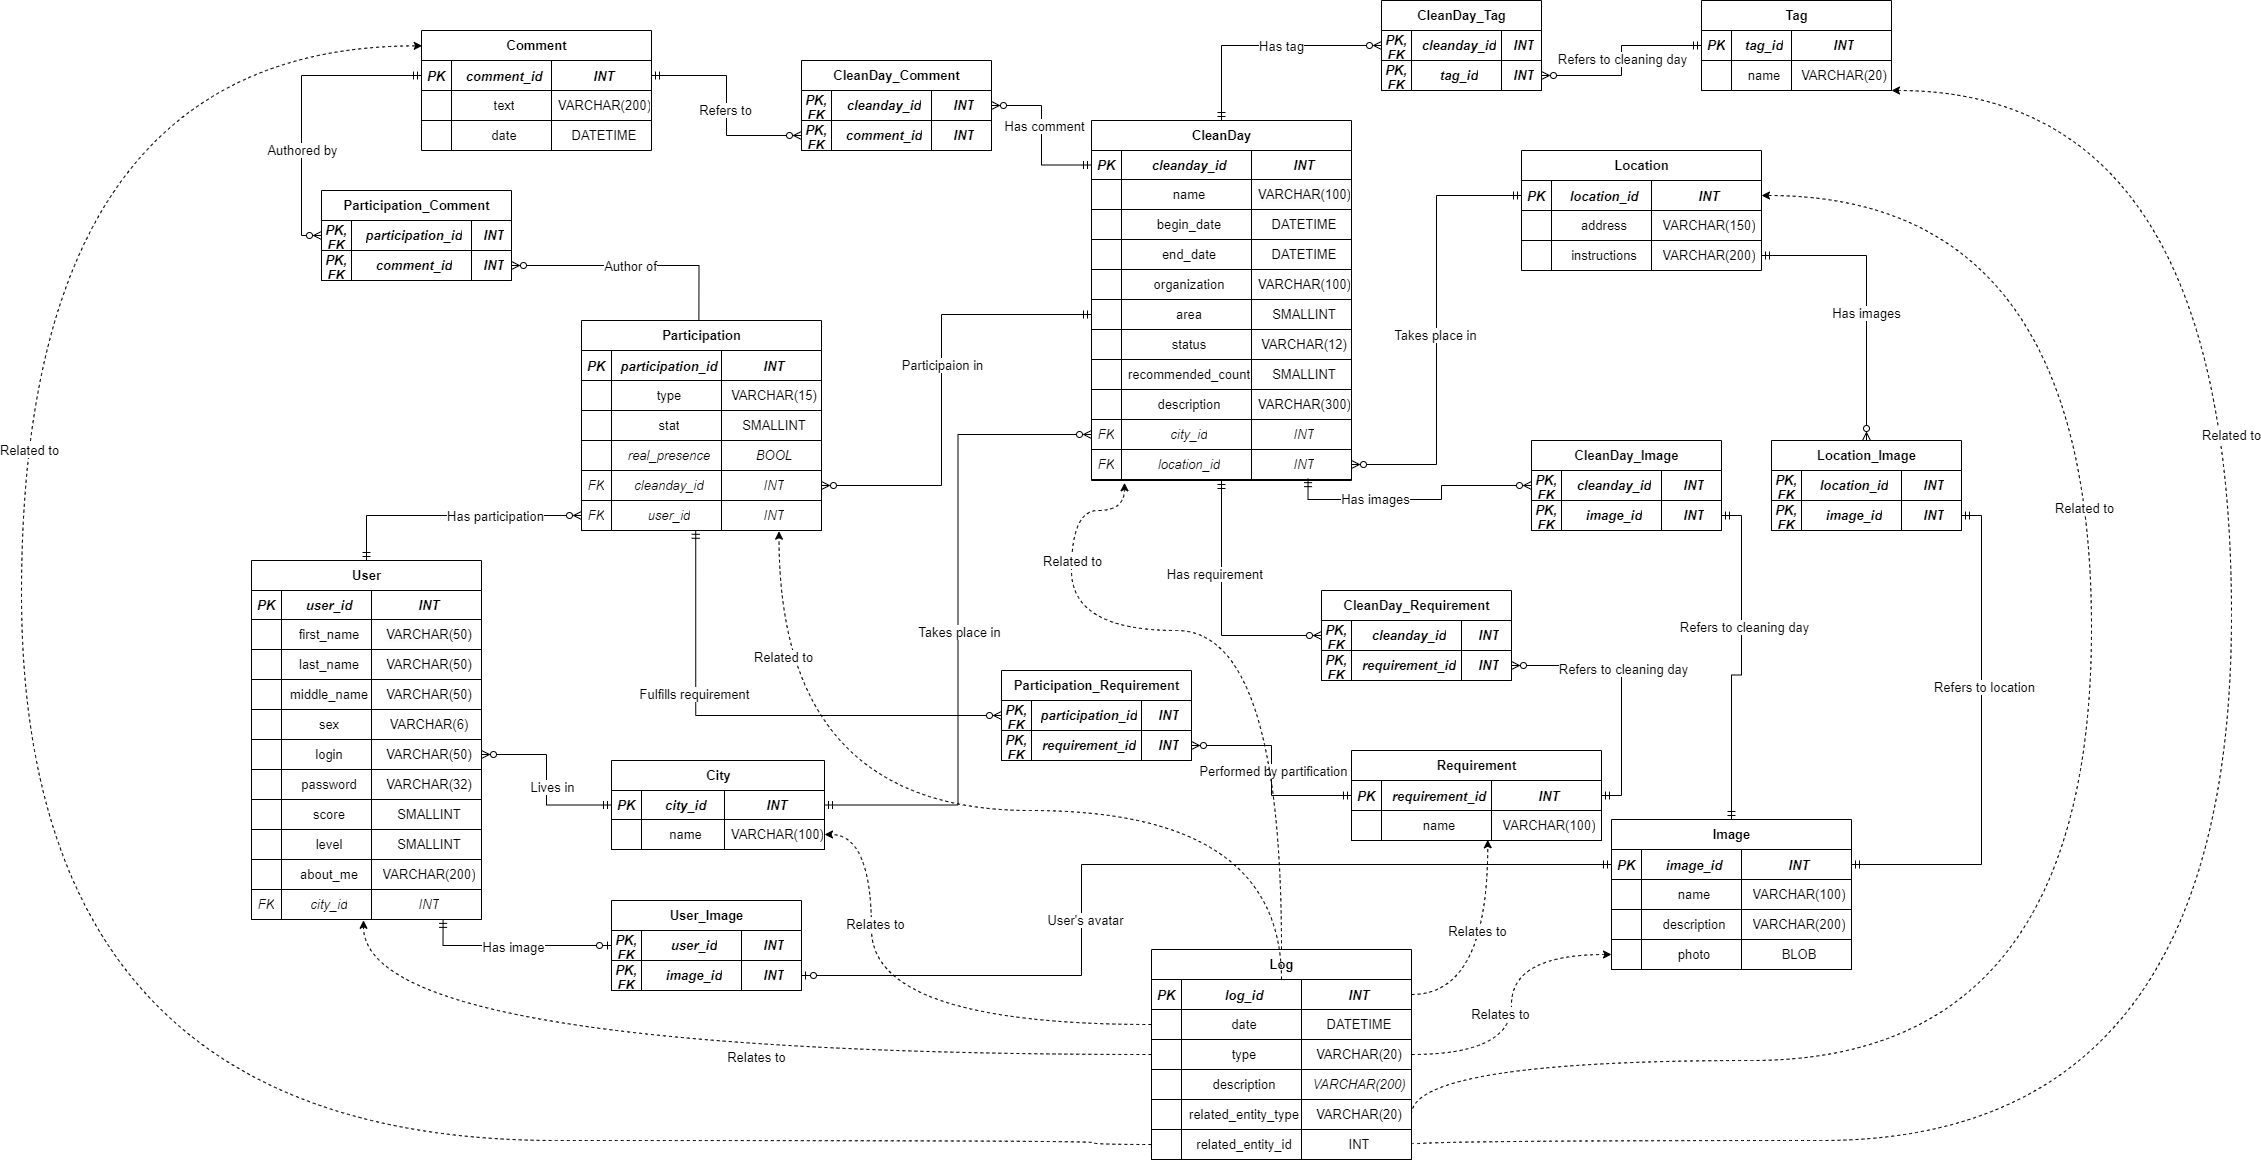 Comment
PK comment_id INT
text VARCHAR(200)
date DATETIME
CleanDay_Comment
PK, FK cleanday_id INT
PK, FK comment_id INT
CleanDay_Tag
PK, FK cleanday_id INT
PK, FK tag_id INT
Tag
PK tag_id INT
name VARCHAR(20)
Has tag
Refers to cleaning day
Refers to
Has comment
Authored by
Participation_Comment
PK, FK participation_id INT
PK, FK comment_id INT
Author of
CleanDay
PK cleanday_id INT
name VARCHAR(100)
begin_date DATETIME
end_date DATETIME
organization VARCHAR(100)
area SMALLINT
status VARCHAR(12)
recommended_count SMALLINT
description VARCHAR(300)
FK city_id INT
FK location_id INT
Location
PK location_id INT
address VARCHAR(150)
instructions VARCHAR(200)
Takes place in
Has images
Participation
PK participation_id INT
type VARCHAR(15)
stat SMALLINT
real_presence BOOL
FK cleanday_id INT
FK user_id INT
Participaion in
Related to
Related to
Related to
CleanDay_Image
PK, FK cleanday_id INT
PK, FK image_id INT
Location_Image
PK, FK location_id INT
PK, FK image_id INT
Has images
Has participation
Related to
Has requirement
User
PK user_id INT
first_name VARCHAR(50)
last_name VARCHAR(50)
middle_name VARCHAR(50)
sex VARCHAR(6)
login VARCHAR(50)
password VARCHAR(32)
score SMALLINT
level SMALLINT
about_me VARCHAR(200)
FK city_id INT
CleanDay_Requirement
PK, FK cleanday_id INT
PK, FK requirement_id INT
Refers to cleaning day
Refers to cleaning day
Refers to location
Takes place in
Related to
Fulfills requirement
Participation_Requirement
PK, FK participation_id INT
PK, FK requirement_id INT
Performed by partification
Requirement
PK requirement_id INT
name VARCHAR(100)
Lives in
City
PK city_id INT
name VARCHAR(100)
Image
PK image_id INT
name VARCHAR(100)
description VARCHAR(200)
photo BLOB
User_Image
PK, FK user_id INT
PK, FK image_id INT
Has image
User's avatar
Relates to
Relates to
Relates to
Relates to
Log
PK log_id INT
date DATETIME
type VARCHAR(20)
description VARCHAR(200)
related_entity_type VARCHAR(20)
related_entity_id INT